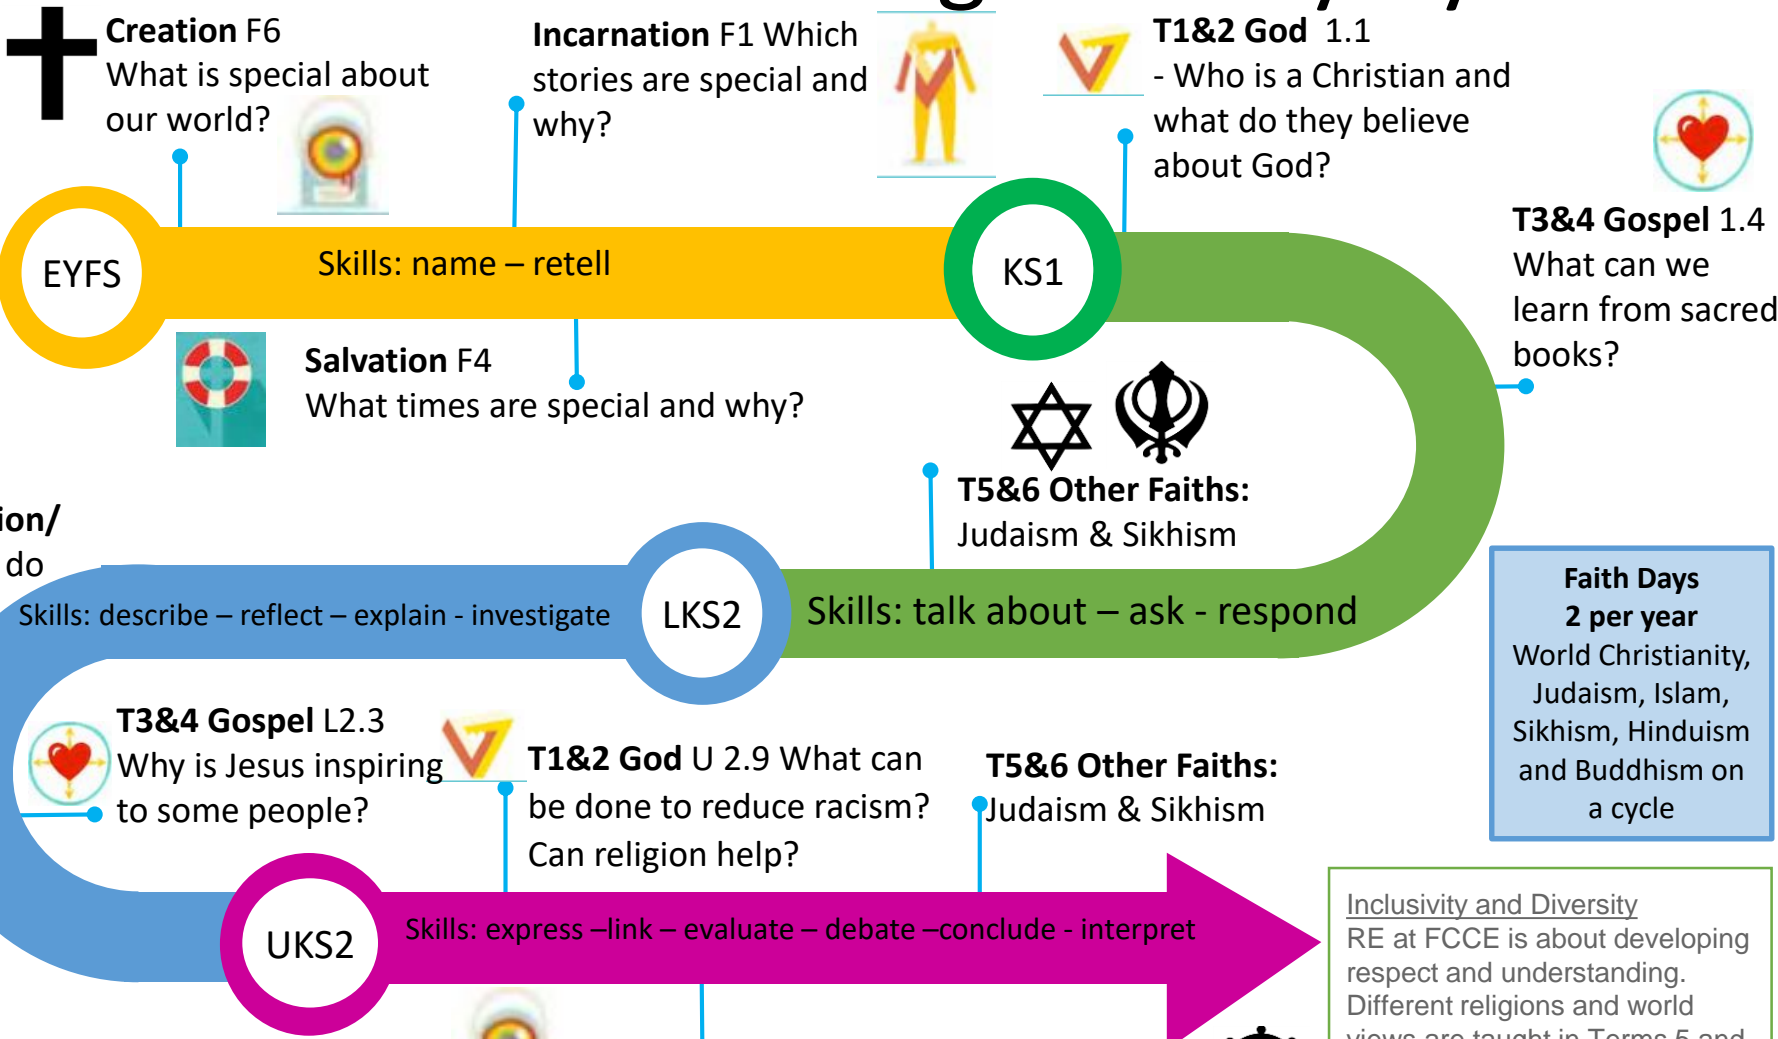 Creation F6
What is special about
our world?
Incarnation F1 Which
stories are special and
why?
T1&2 God 1.1
- Who is a Christian and
what do they believe
about God?
T3&4 Gospel 1.4
What can we
learn from sacred
books?
EYFS
Skills: name – retell
KS1
Salvation F4
What times are special and why?
T5&6 Other Faiths:
Judaism & Sikhism
do
Skills: describe – reflect – explain - investigate
LKS2
Skills: talk about – ask - respond
Faith Days
2 per year
World Christianity,
Judaism, Islam,
Sikhism, Hinduism
and Buddhism on
a cycle
T3&4 Gospel L2.3
Why is Jesus inspiring
to some people?
T1&2 God U 2.9 What can
be done to reduce racism?
Can religion help?
T5&6 Other Faiths:
Judaism & Sikhism
UKS2
Skills: express –link – evaluate – debate –conclude - interpret
Inclusivity and Diversity
RE at FCCE is about developing
respect and understanding.
Different religions and world
views are taught in Terms 5 and